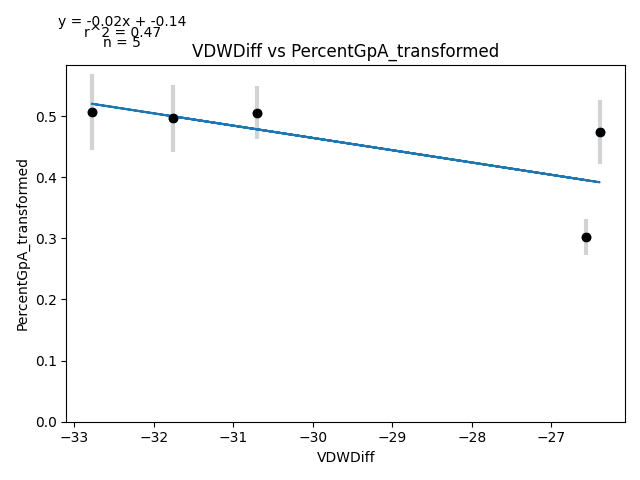 y = -0.02x + -0.14
r^2 = 0.47
n = 5
VDWDiff vs PercentGpA_transformed
PercentGpA_transformed
0.5
0.4
0.3
0.2
0.1
0.0
−33
−32
−31
−30
−29
−28
−27
VDWDiff